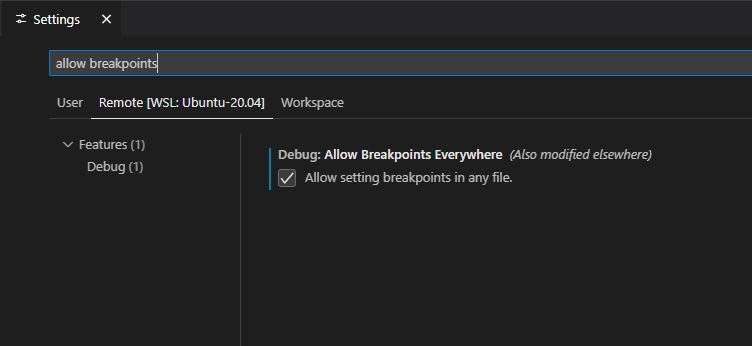 Settings
allow breakpoints
User Remote [WSL: Ubuntu-20.04] Workspace
Features (1)
Debug (1)
Debug: Allow Breakpoints Everywhere (Also modified elsewhere)
Allow setting breakpoints in any file.